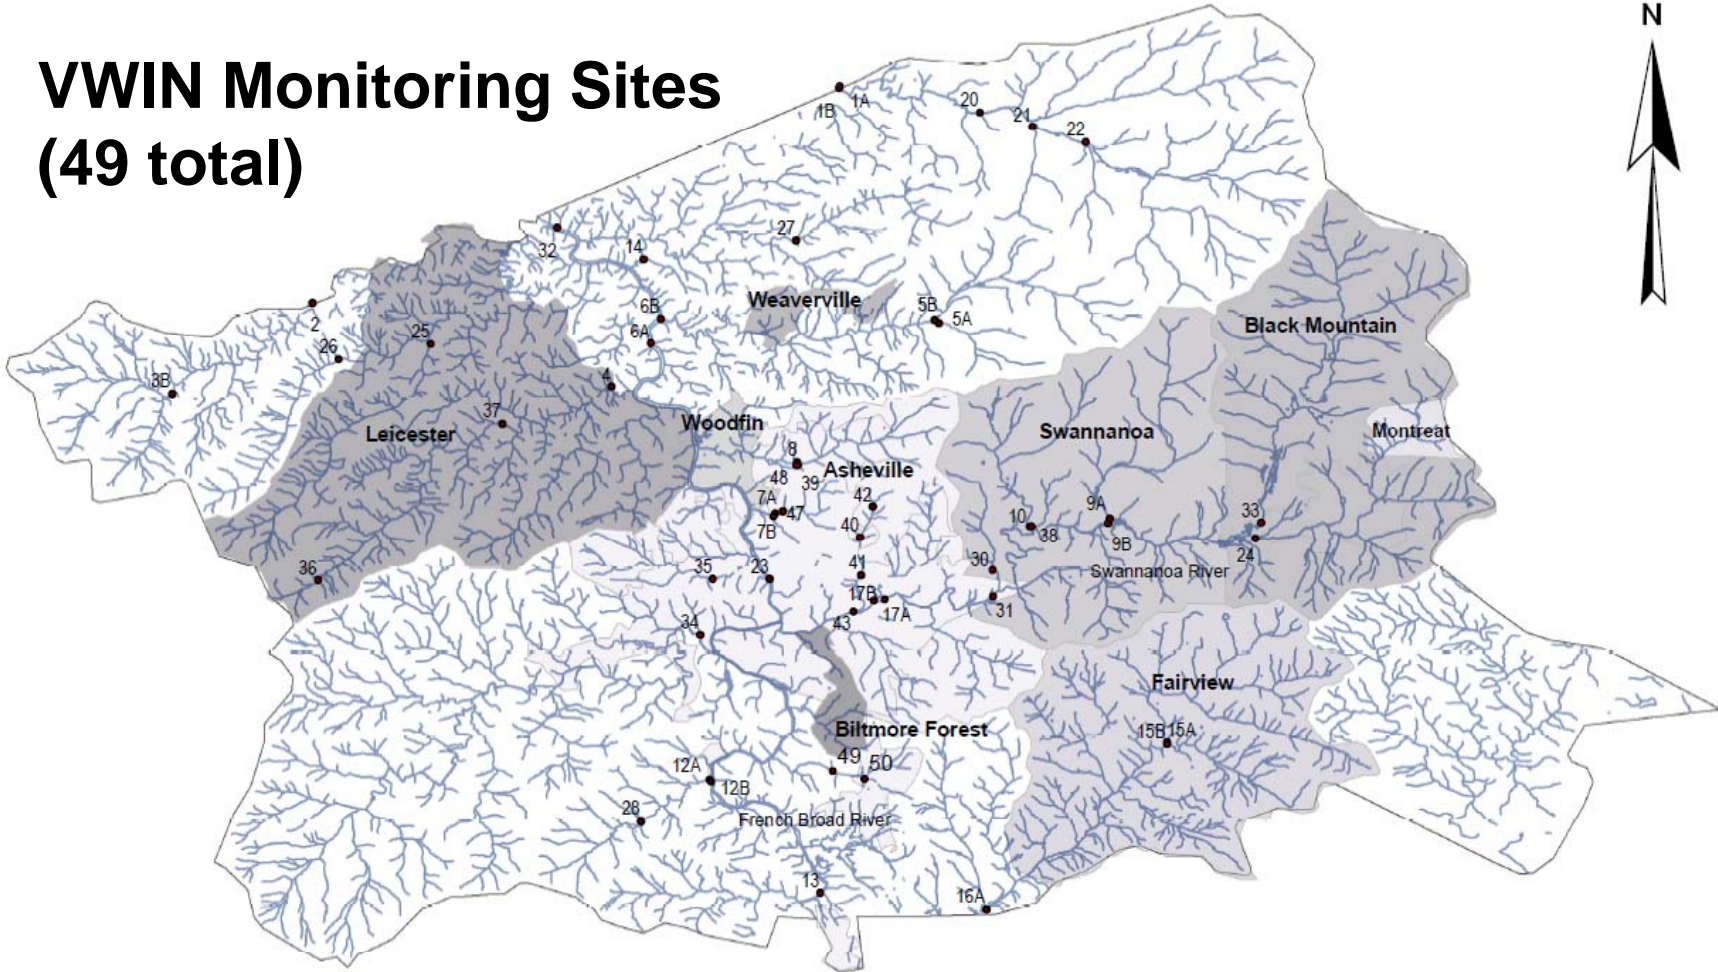 VWIN Monitoring Sites
(49 total)
N
1B
1A
20
21
22
32
14
27
6B
6A
Weaverville
5B
5A
Black Mountain
2
26
25
3B
4
37
Leicester
Woodfin
Swannanoa
Montreat
8
48
39
Asheville
7A
47
7B
42
40
10
38
9A
9B
33
24
Swannanoa River
36
35
23
41
17B
17A
43
30
31
34
Fairview
15B
15A
Biltmore Forest
49
50
12A
12B
28
French Broad River
13
16A